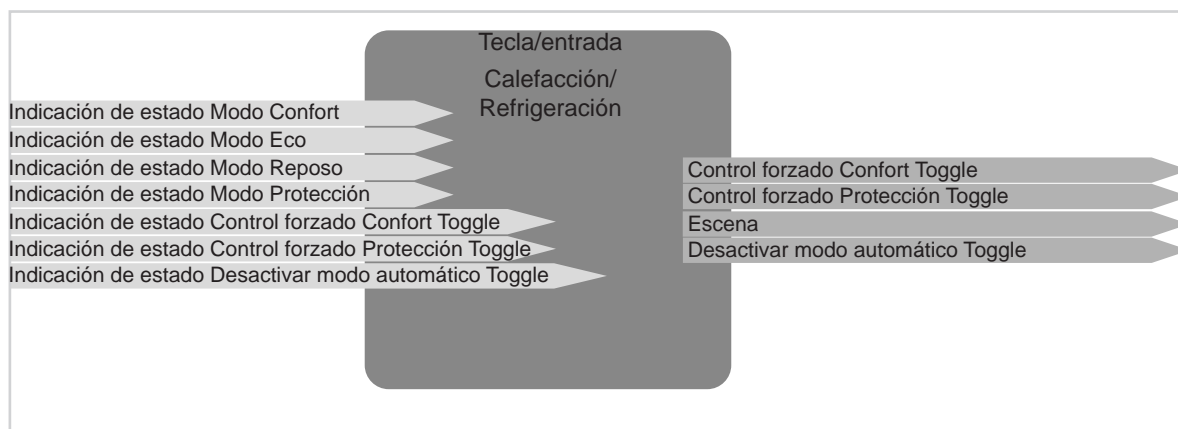 Tecla/entrada
Calefacción/
Refrigeración
Indicación de estado Modo Confort
Indicación de estado Modo Eco
Indicación de estado Modo Reposo
Indicación de estado Modo Protección
Indicación de estado Control forzado Confort Toggle
Indicación de estado Control forzado Protección Toggle
Indicación de estado Desactivar modo automático Toggle
Control forzado Confort Toggle
Control forzado Protección Toggle
Escena
Desactivar modo automático Toggle